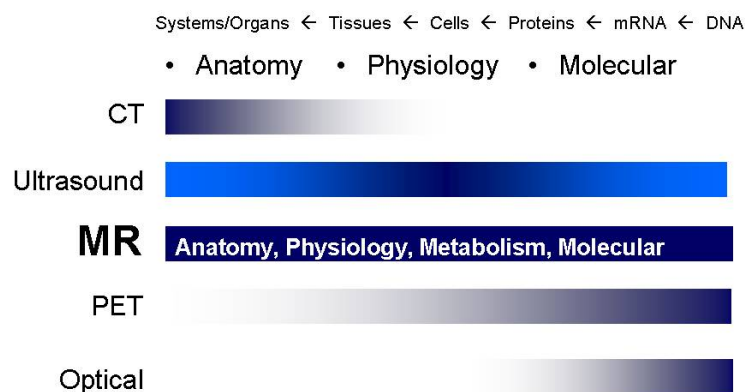 Systems/Organs ← Tissues ← Cells ← Proteins ← mRNA ← DNA
• Anatomy • Physiology • Molecular
CT
Ultrasound
MR Anatomy, Physiology, Metabolism, Molecular
PET
Optical